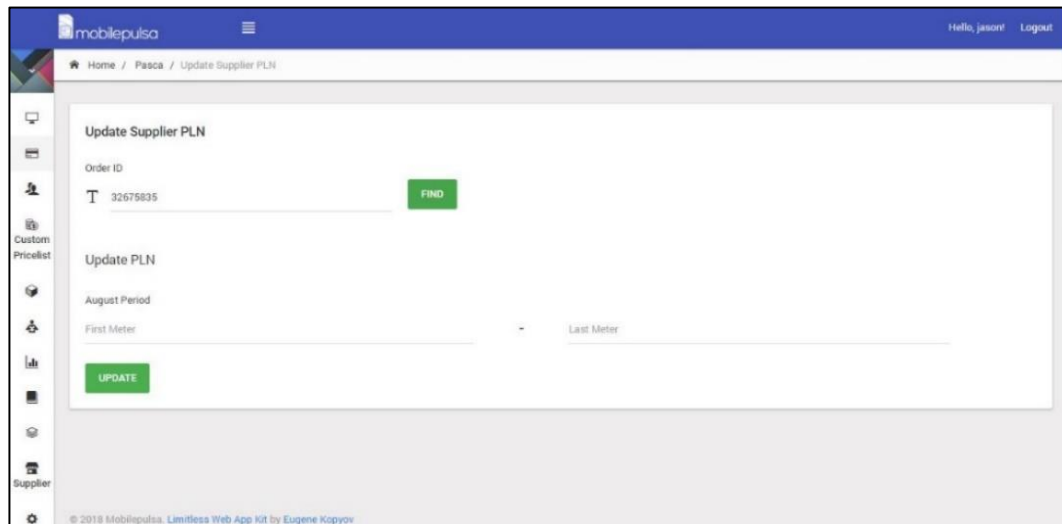 mobilepulsa
Hello, jason! Logout
Home / Pasca / Update Supplier PLN
Update Supplier PLN
Order ID
32675835
FIND
Custom
Pricelist
Update PLN
August Period
First Meter - Last Meter
UPDATE
Supplier
© 2018 Mobilepulsa. Limitless Web App Kit by Eugene Kopyov